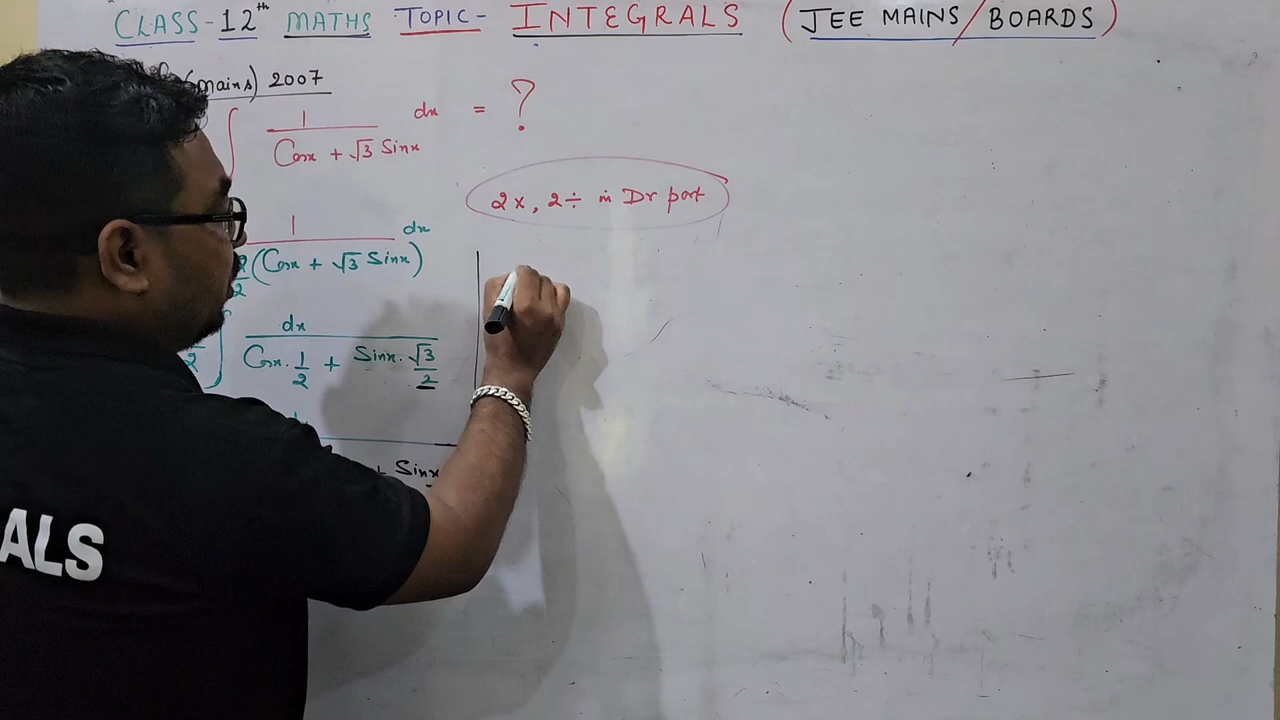 CLASS-12th MATHS TOPIC- INTEGRALS (JEE MAINS/BOARDS)
(mains) 2007
∫ 1/(Cosx + √3 Sinx) dx = ?
2x, 2÷ in Dr part
1/(2/2 (Cosx + √3 Sinx)) dx
∫ dx/(Cosx. 1/2 + Sinx. √3/2)
+ Sinx
ALS